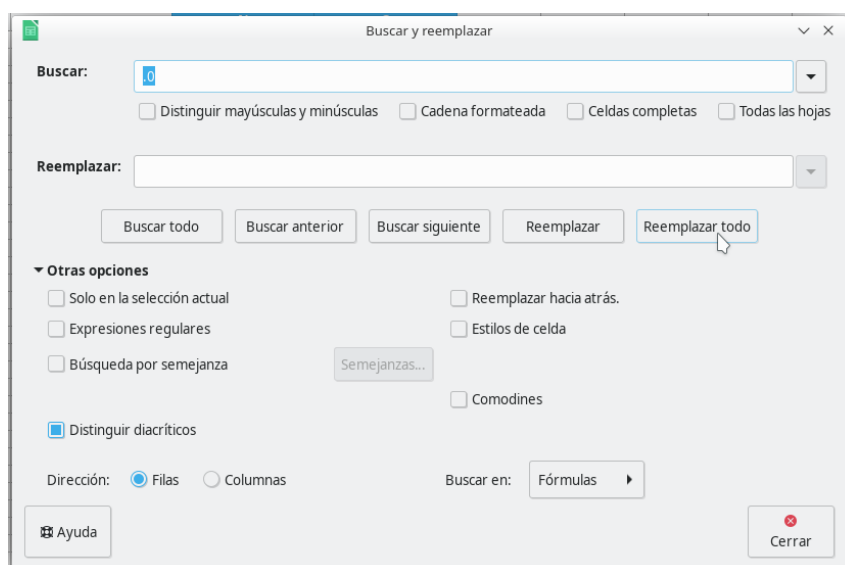 Buscar y reemplazar
Buscar: .0
Distinguir mayúsculas y minúsculas Cadena formateada Celdas completas Todas las hojas
Reemplazar:
Buscar todo Buscar anterior Buscar siguiente Reemplazar Reemplazar todo
Otras opciones
Solo en la selección actual Reemplazar hacia atrás.
Expresiones regulares Estilos de celda
Búsqueda por semejanza Semejanzas...
Comodines
Distinguir diacríticos
Dirección: Filas Columnas Buscar en: Fórmulas
Ayuda Cerrar